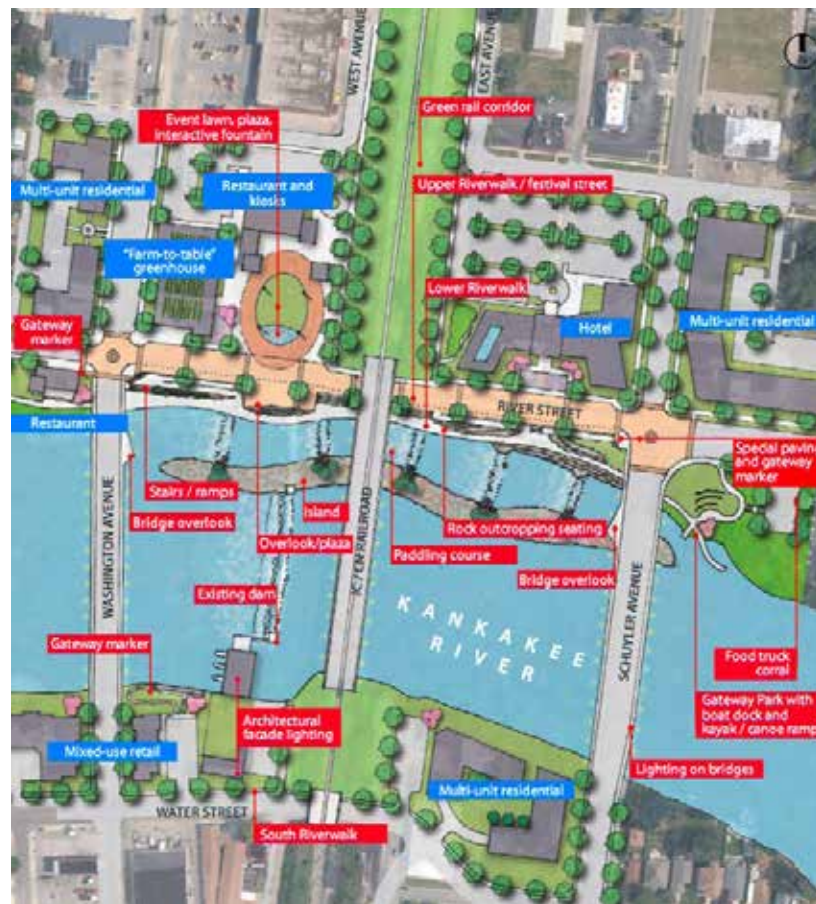 WEST AVENUE
EAST AVENUE
Green rail corridor
Event lawn, plaza,
interactive fountain
Multi-unit residential
Restaurant and
kiosks
Upper Riverwalk / festival street
"Farm-to-table"
greenhouse
Lower Riverwalk
Gateway
marker
Hotel
Multi-unit residential
RIVER STREET
Restaurant
Special paving
and gateway
marker
Stairs / ramps
Island
Bridge overlook
Overlook/plaza
Rock outcropping seating
Paddling course
Bridge overlook
WASHINGTON AVENUE
RAILROAD
Existing dam
KANKAKEE
RIVER
SCHUYLER AVENUE
Food truck
corral
Gateway marker
Gateway Park with
boat dock and
kayak / canoe ramp
Architectural
facade lighting
Mixed-use retail
Lighting on bridges
Multi-unit residential
WATER STREET
South Riverwalk